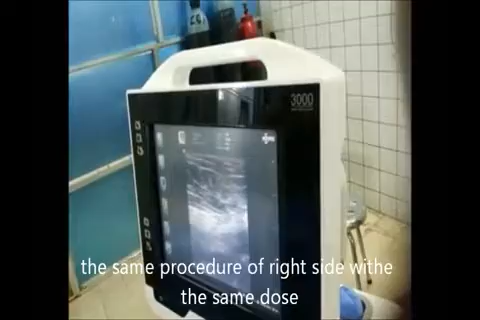 3000
the same procedure of right side withe
the same dose